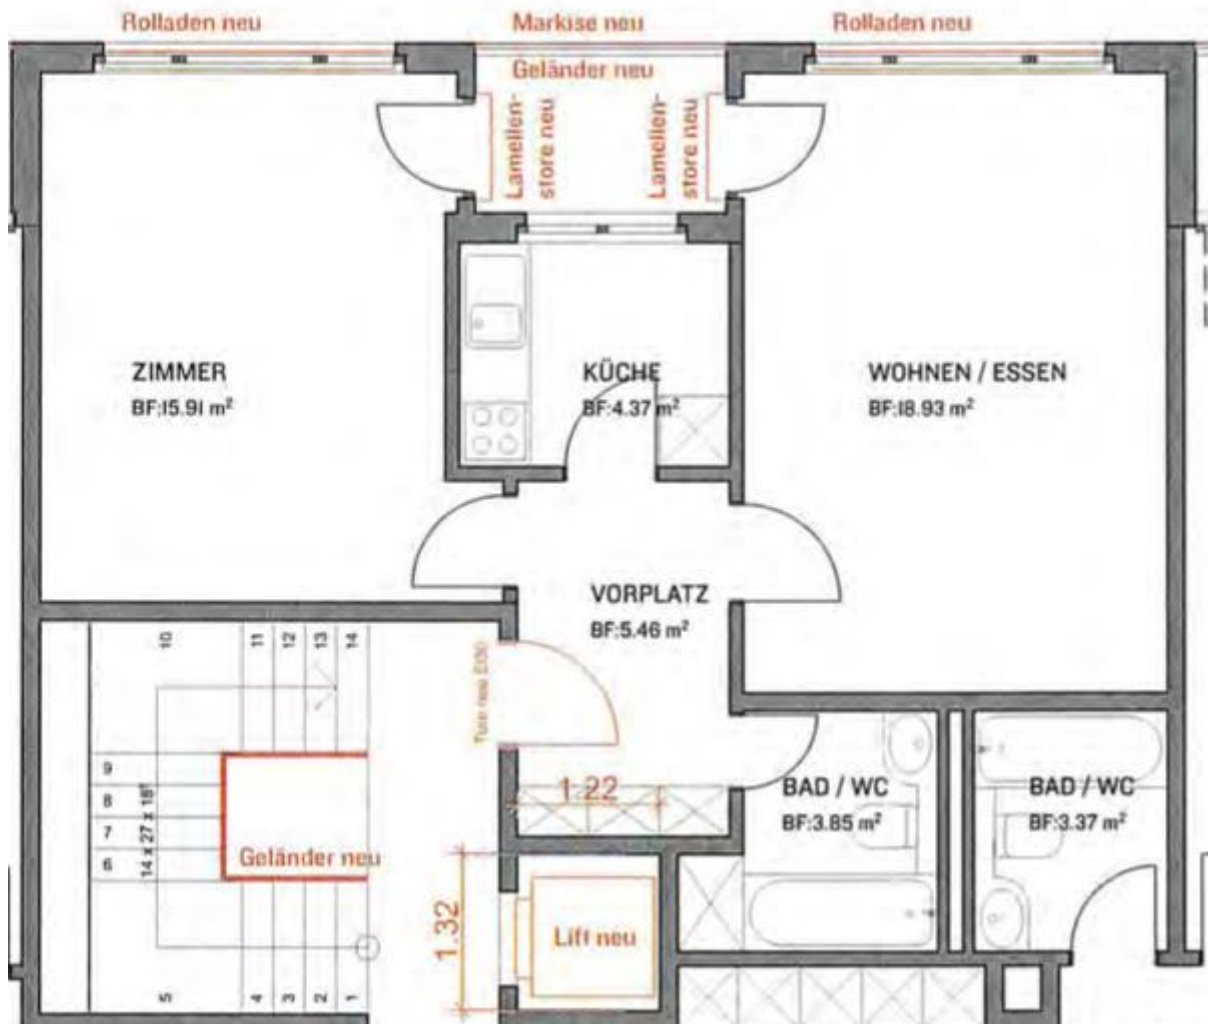 Rolladen neu
Markise neu
Rolladen neu
Geländer neu
Lamellen-
store neu
Lamellen-
store neu
ZIMMER
BF:15.91 m²
KÜCHE
BF:4.37 m²
WOHNEN / ESSEN
BF:18.93 m²
VORPLATZ
BF:5.46 m²
10
11
12
13
14
9
8
7
6
14 x 27 x 18⁷
Geländer neu
1.22
BAD / WC
BF:3.85 m²
BAD / WC
BF:3.37 m²
1.32
Lift neu
5
4
3
2
1